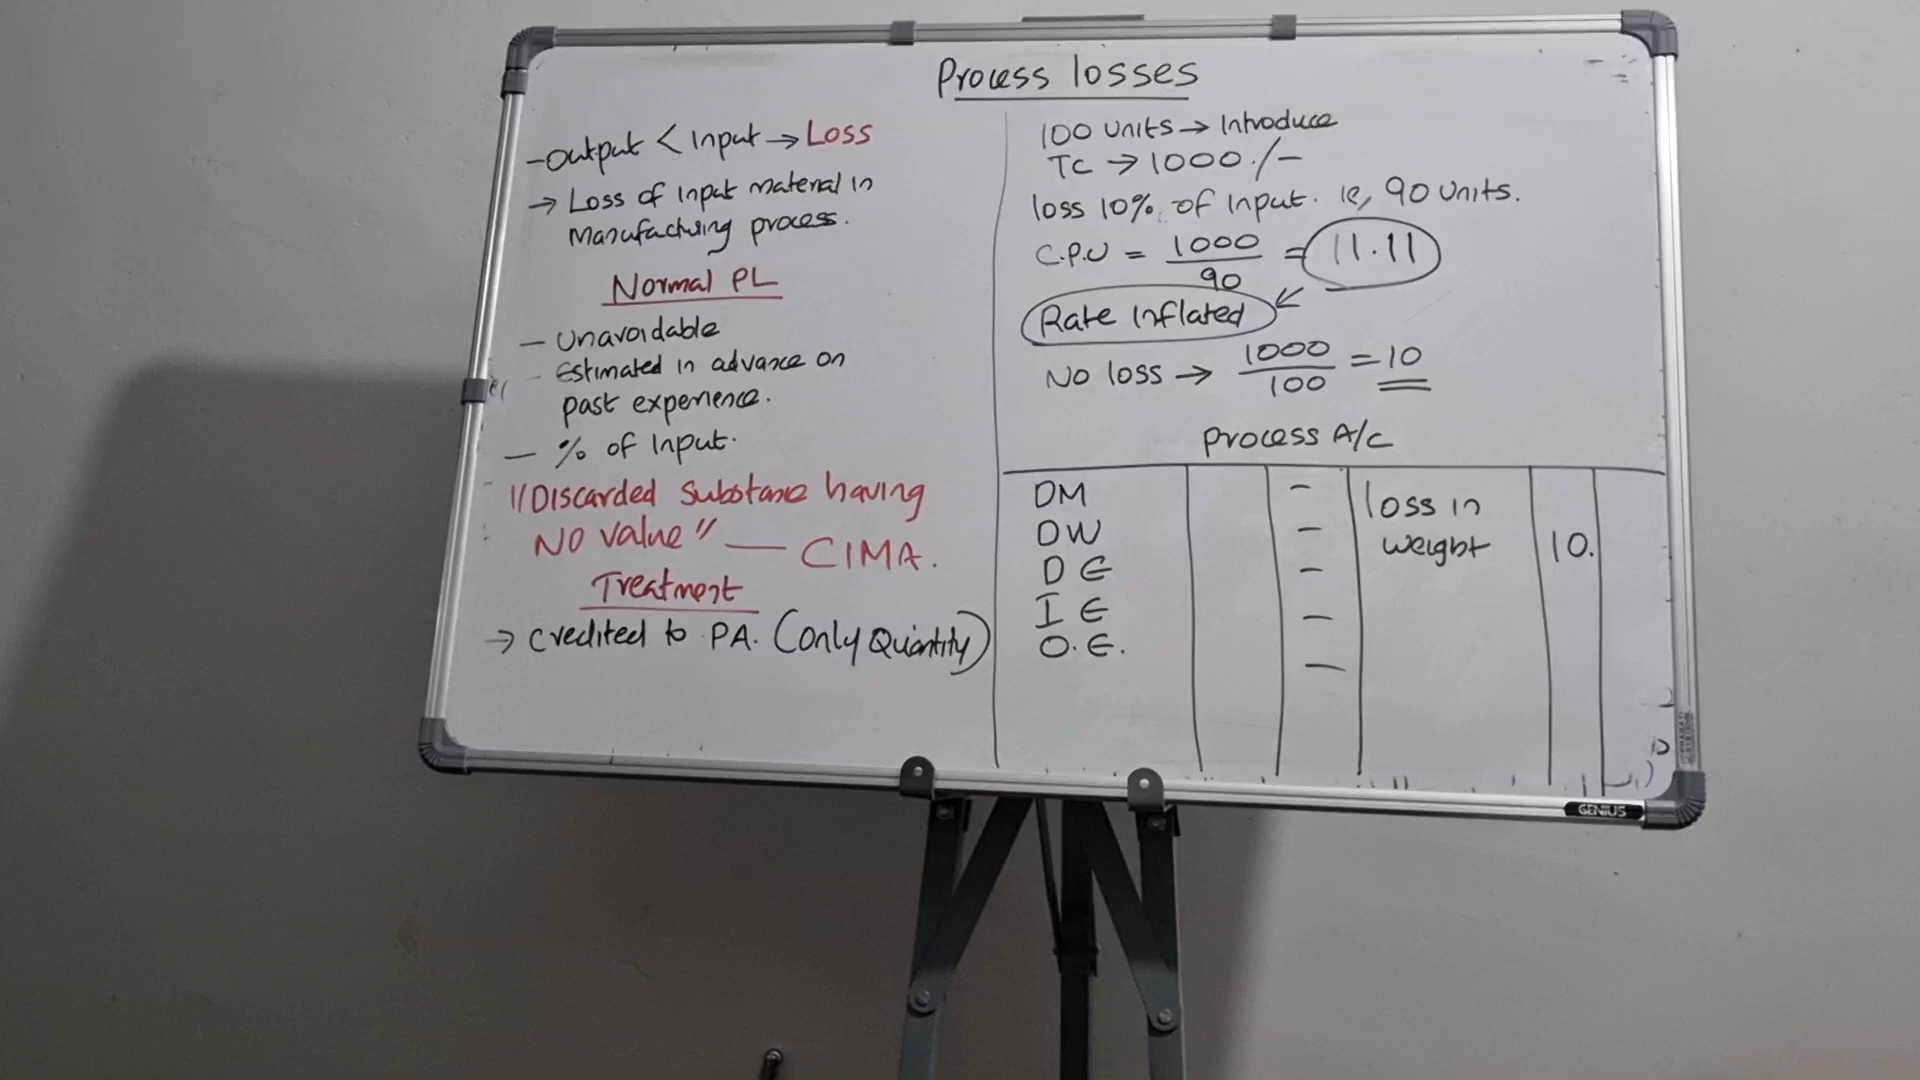 Process losses
- Output < Input → Loss
→ Loss of Input Material in
Manufacturing process.
Normal PL
- Unavoidable
- Estimated in advance on
past experience.
- % of Input.
"Discarded Substance having
NO value" — CIMA.
Treatment
→ Credited to PA. (Only Quantity)
100 Units → Introduce
TC → 1000./-
loss 10% of Input. ie, 90 Units.
C.P.U = 1000/90 = 11.11
Rate Inflated
No loss → 1000/100 = 10
Process A/C
DM - loss in
DW - weight 10.
DE -
IE -
O.E. -
GENIUS